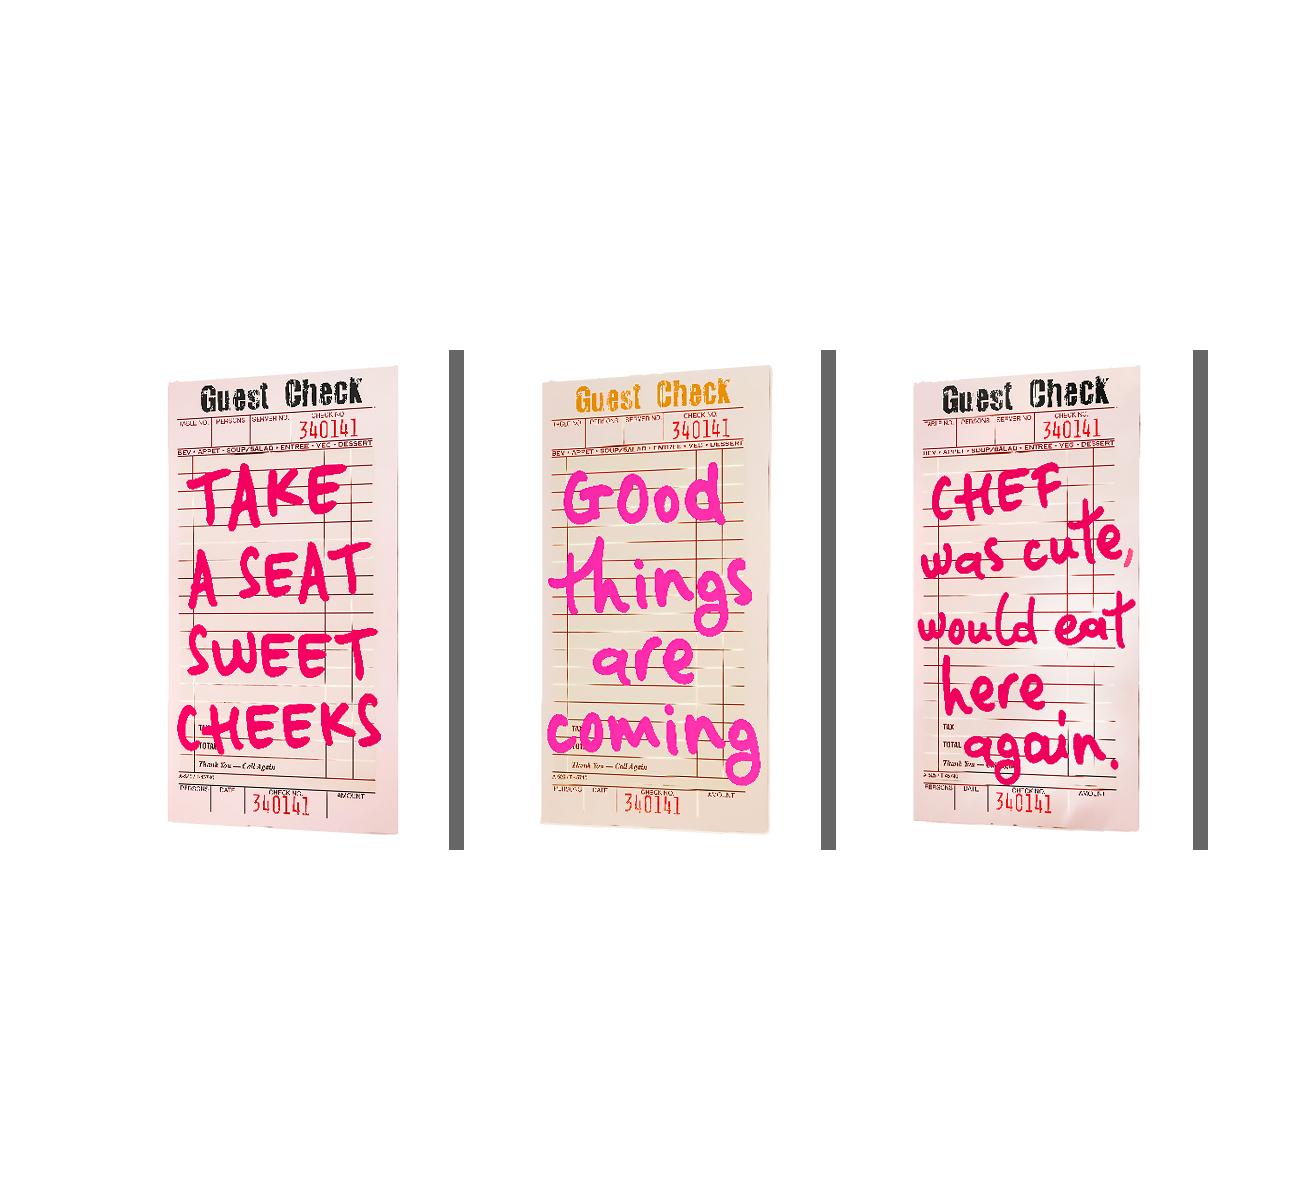 Guest Check
TABLE NO. PERSONS SERVER NO. CHECK NO.
340141
BEV • APPET • SOUP/SALAD • ENTREE • VEG • DESSERT
TAKE
A SEAT
SWEET
CHEEKS
TAX
TOTAL
Thank You — Call Again
PERSONS DATE CHECK NO. AMOUNT
340141
Guest Check
TABLE NO. PERSONS SERVER NO. CHECK NO.
340141
BEV • APPET • SOUP/SALAD • ENTREE • VEG • DESSERT
Good
things
are
coming
Thank You — Call Again
PERSONS DATE CHECK NO. AMOUNT
340141
Guest Check
TABLE NO. PERSONS SERVER NO. CHECK NO.
340141
BEV • APPET • SOUP/SALAD • ENTREE • VEG • DESSERT
CHEF
was cute,
would eat
here
again.
TAX
TOTAL
Thank You —
PERSONS DATE CHECK NO. AMOUNT
340141